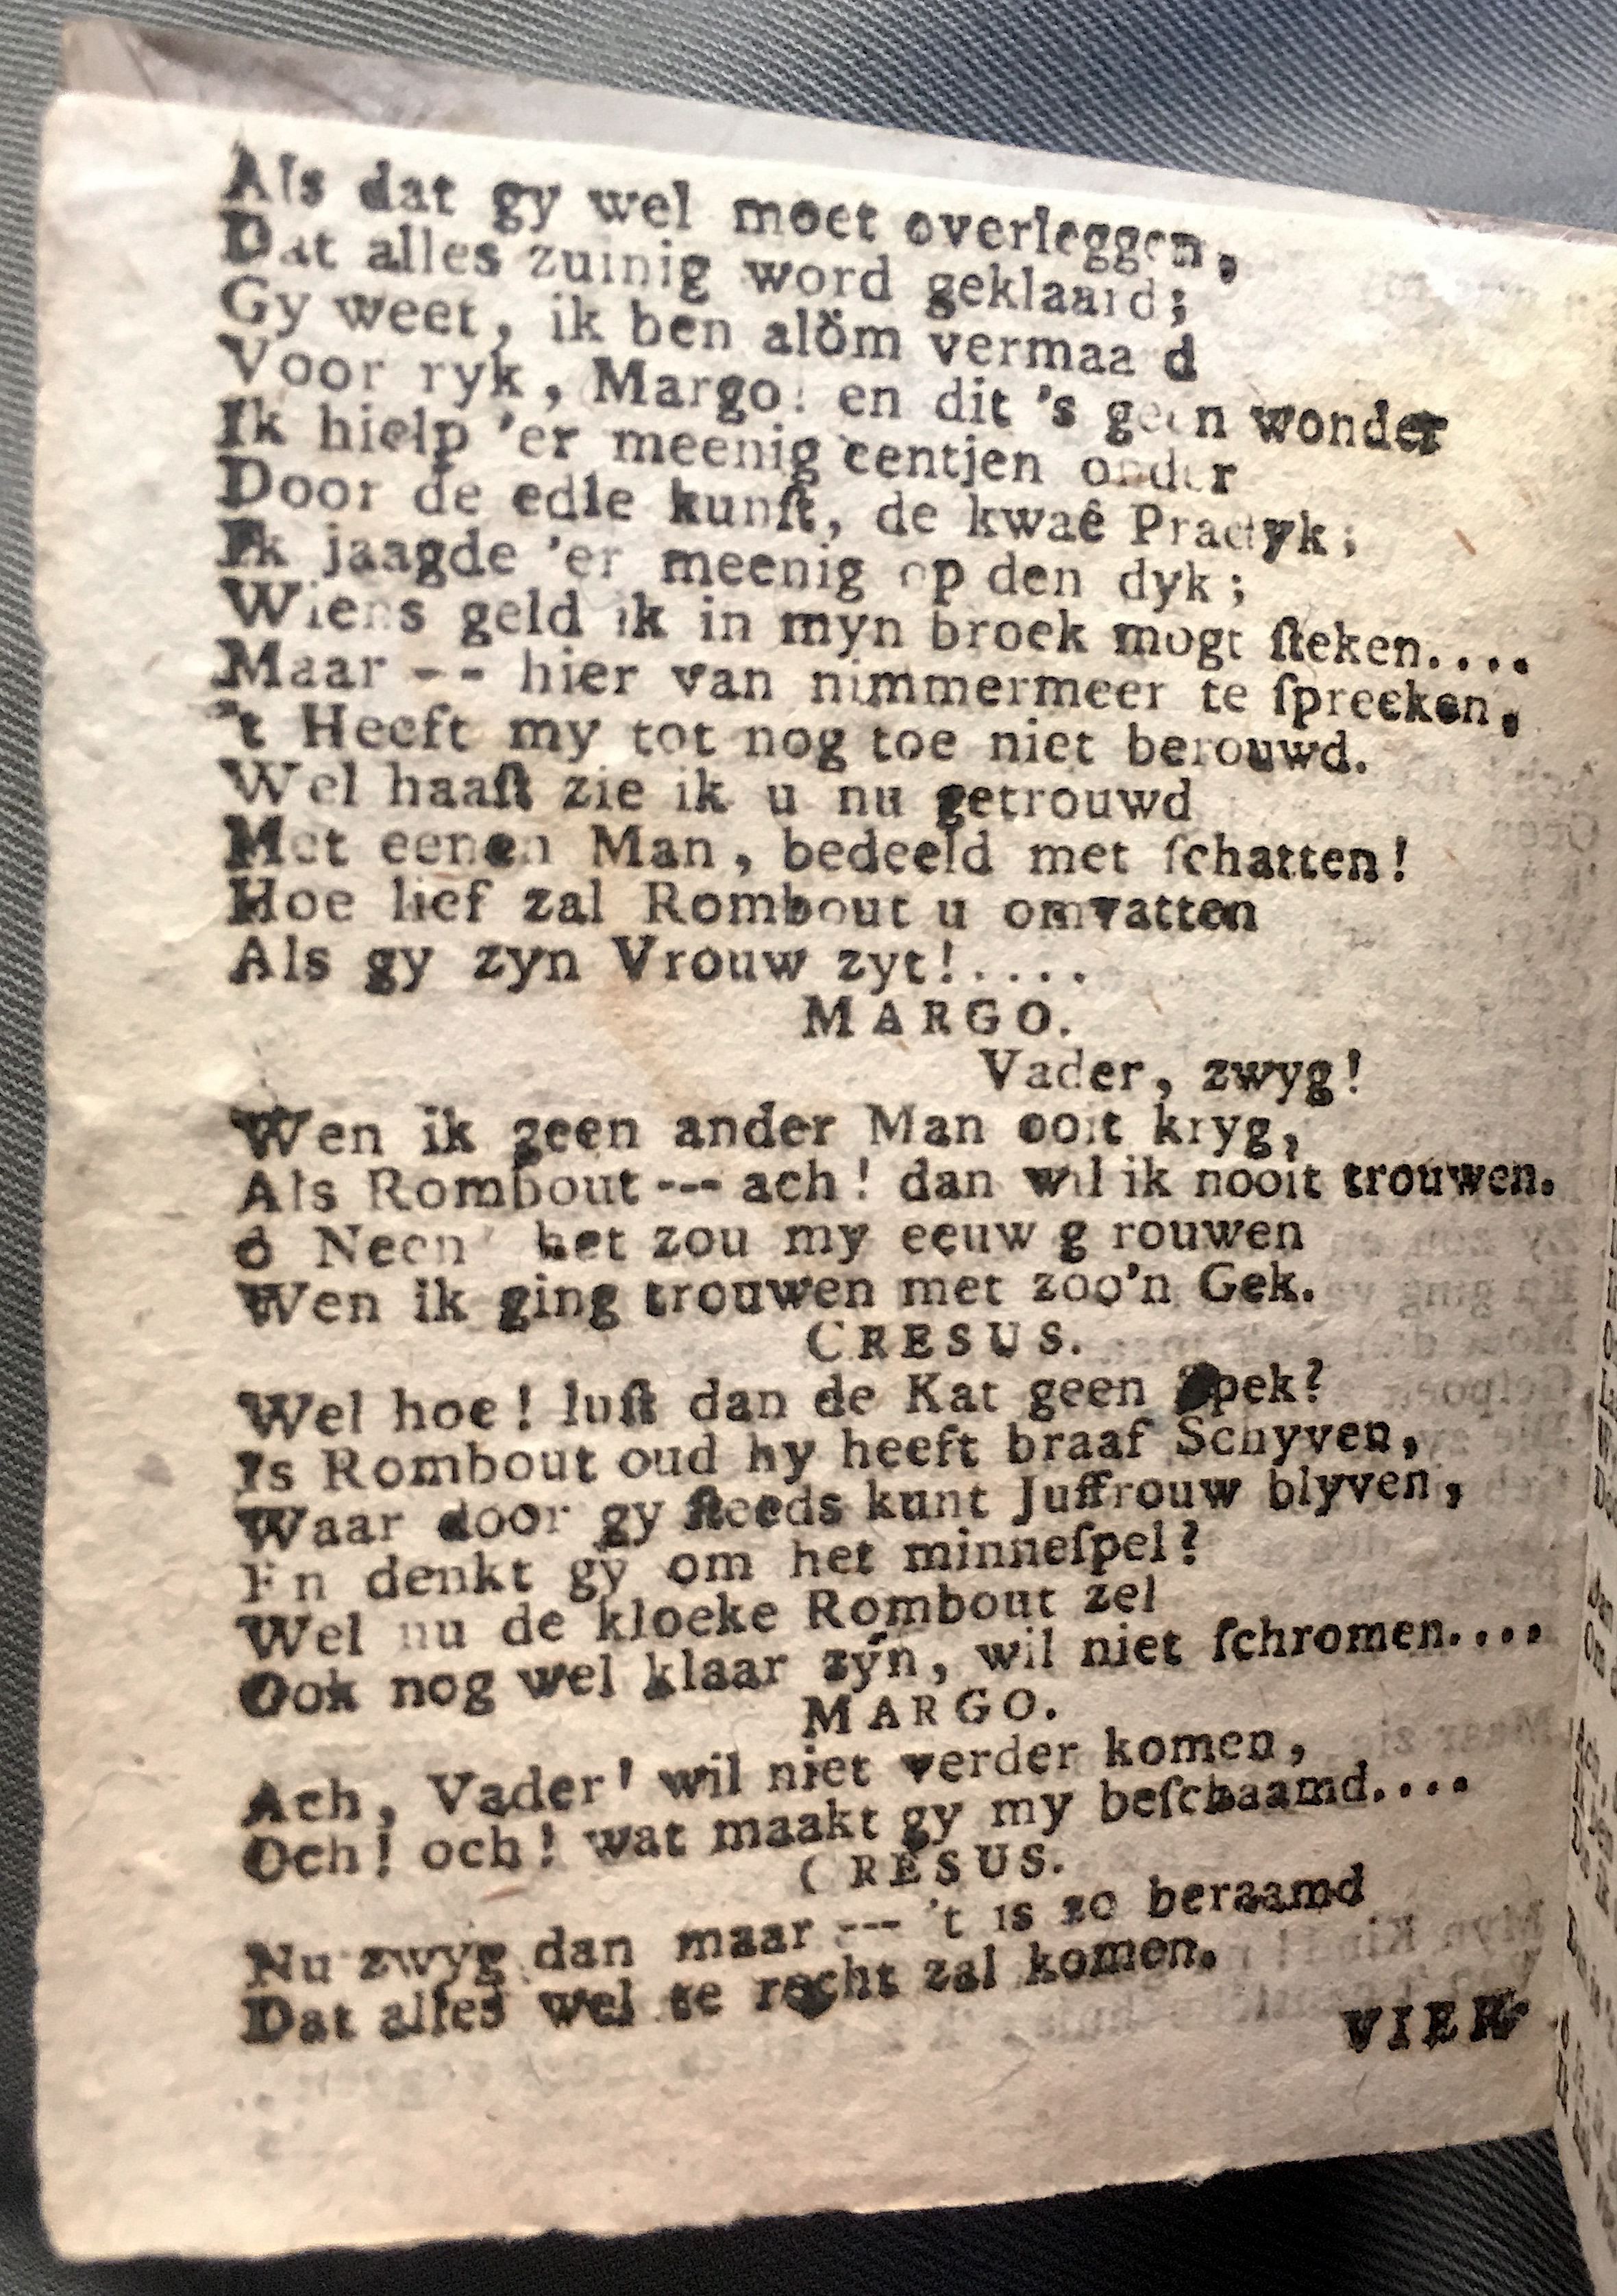 Als dat gy wel moet overleggen,
Dat alles zuinig word geklaard;
Gy weet, ik ben alöm vermaa d
Voor ryk, Margo! en dit 's geen wonder
Ik hielp 'er meenig centjen onder
Door de edle kunſt, de kwaê Practyk;
Ik jaagde 'er meenig op den dyk;
Wiens geld ik in myn broek mogt ſteken....
Maar -- hier van nimmermeer te ſpreeken,
't Heeft my tot nog toe niet berouwd.
Wel haaſt zie ik u nu getrouwd
Met eenen Man, bedeeld met ſchatten!
Hoe lief zal Rombout u omvatten
Als gy zyn Vrouw zyt!....
MARGO.
Vader, zwyg!
Wen ik geen ander Man ooit kryg,
Als Rombout --- ach! dan wil ik nooit trouwen.
ô Neen! het zou my eeuw g rouwen
Wen ik ging trouwen met zoo'n Gek.
CRESUS.
Wel hoe! luſt dan de Kat geen Spek?
Is Rombout oud hy heeft braaf Schyven,
Waar door gy ſteeds kunt Juffrouw blyven,
En denkt gy om het minneſpel?
Wel nu de kloeke Rombout zel
Ook nog wel klaar zyn, wil niet ſchromen....
MARGO.
Ach, Vader! wil niet verder komen,
Och! och! wat maakt gy my beſchaamd....
CRESUS.
Nu zwyg dan maar --- 't is zo beraamd
Dat alles wel te recht zal komen.
VIER